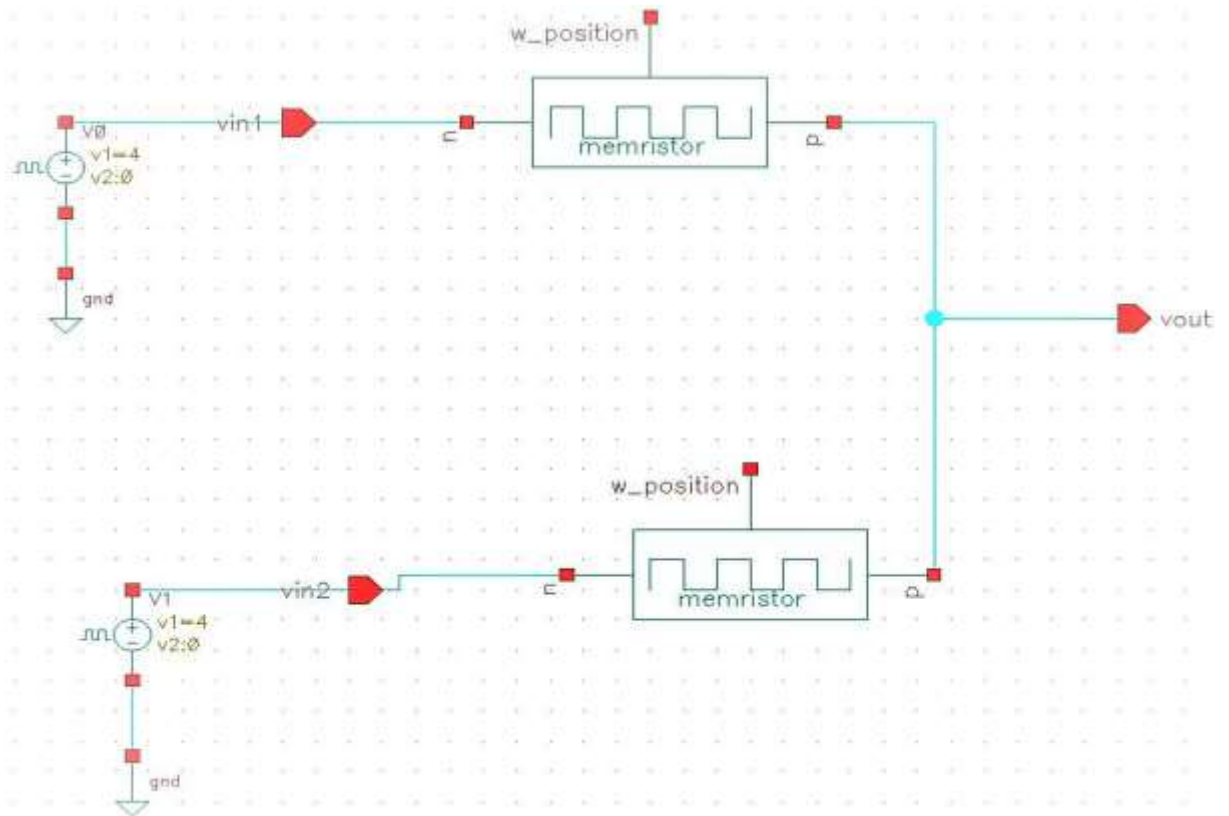 w_position
V0
vin1
v1=4
v2:0
n
memristor
p
gnd
vout
w_position
V1
vin2
v1=4
v2:0
n
memristor
p
gnd